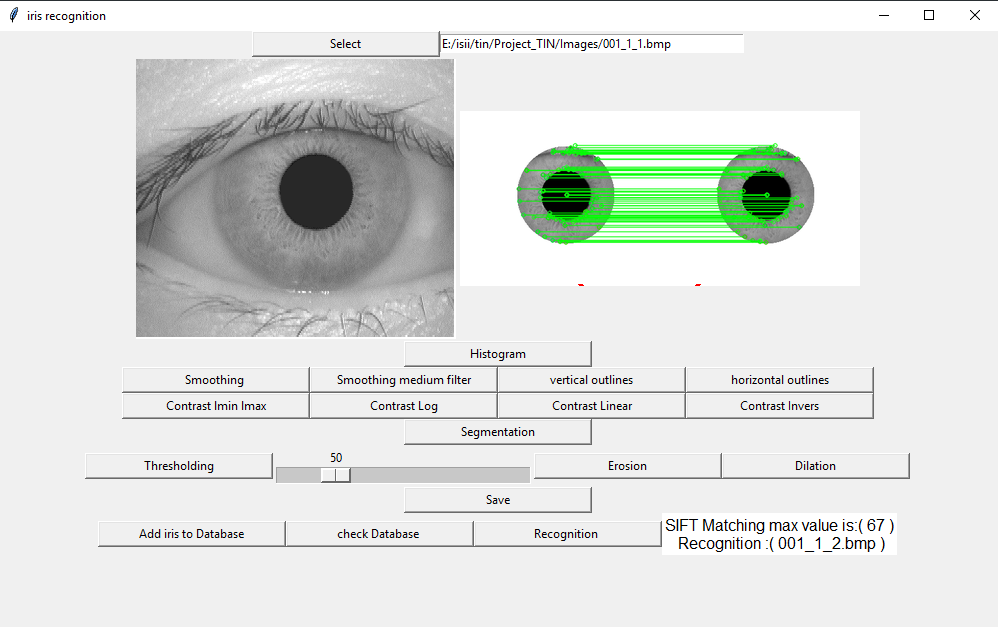 iris recognition
Select
E:/isii/tin/Project_TIN/Images/001_1_1.bmp
Histogram
Smoothing
Smoothing medium filter
vertical outlines
horizontal outlines
Contrast Imin Imax
Contrast Log
Contrast Linear
Contrast Invers
Segmentation
Thresholding
50
Erosion
Dilation
Save
Add iris to Database
check Database
Recognition
SIFT Matching max value is:( 67 )
Recognition :( 001_1_2.bmp )